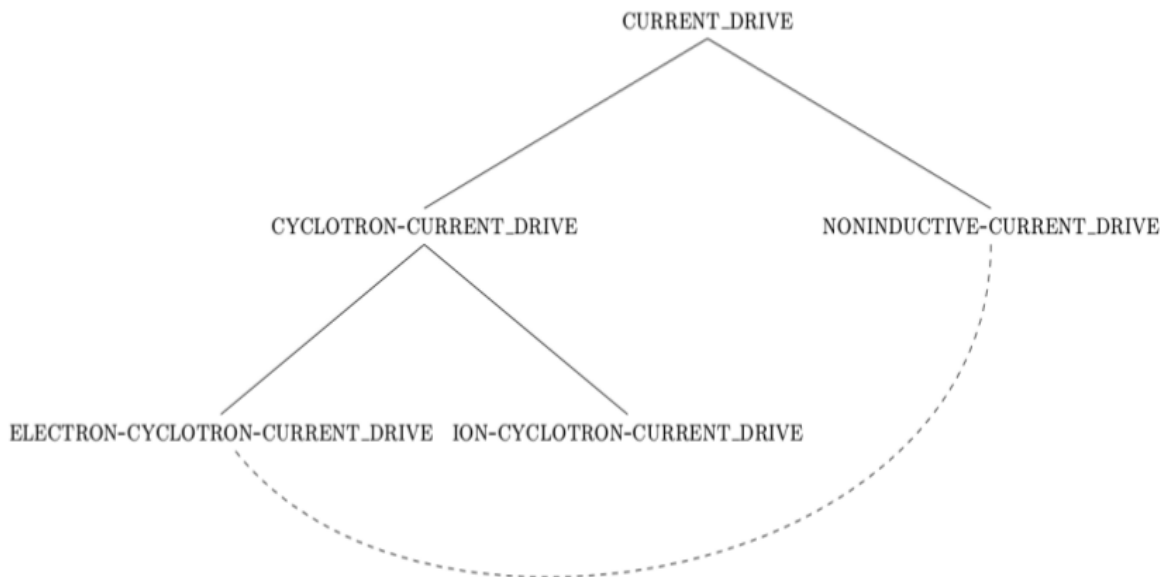 CURRENT_DRIVE
CYCLOTRON-CURRENT_DRIVE
NONINDUCTIVE-CURRENT_DRIVE
ELECTRON-CYCLOTRON-CURRENT_DRIVE
ION-CYCLOTRON-CURRENT_DRIVE